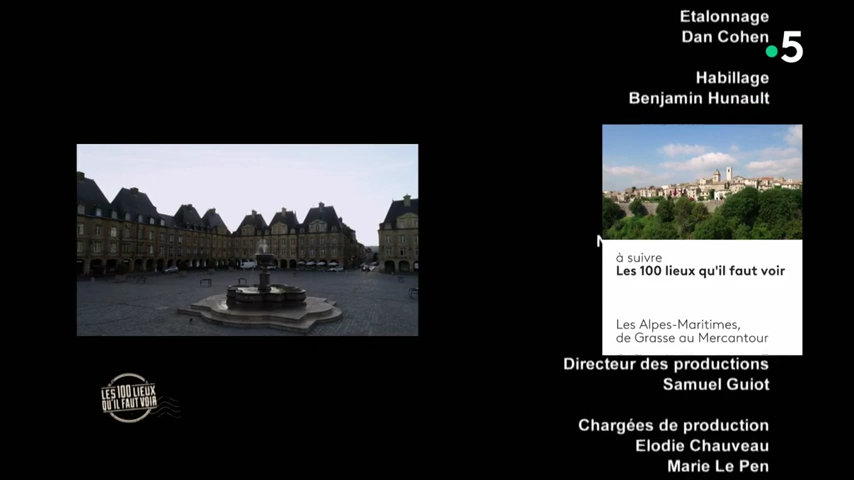 Etalonnage
Dan Cohen
5
Habillage
Benjamin Hunault
à suivre
Les 100 lieux qu'il faut voir
Les Alpes-Maritimes,
de Grasse au Mercantour
Directeur des productions
Samuel Guiot
LES 100 LIEUX
QU'IL FAUT VOIR
Chargées de production
Elodie Chauveau
Marie Le Pen